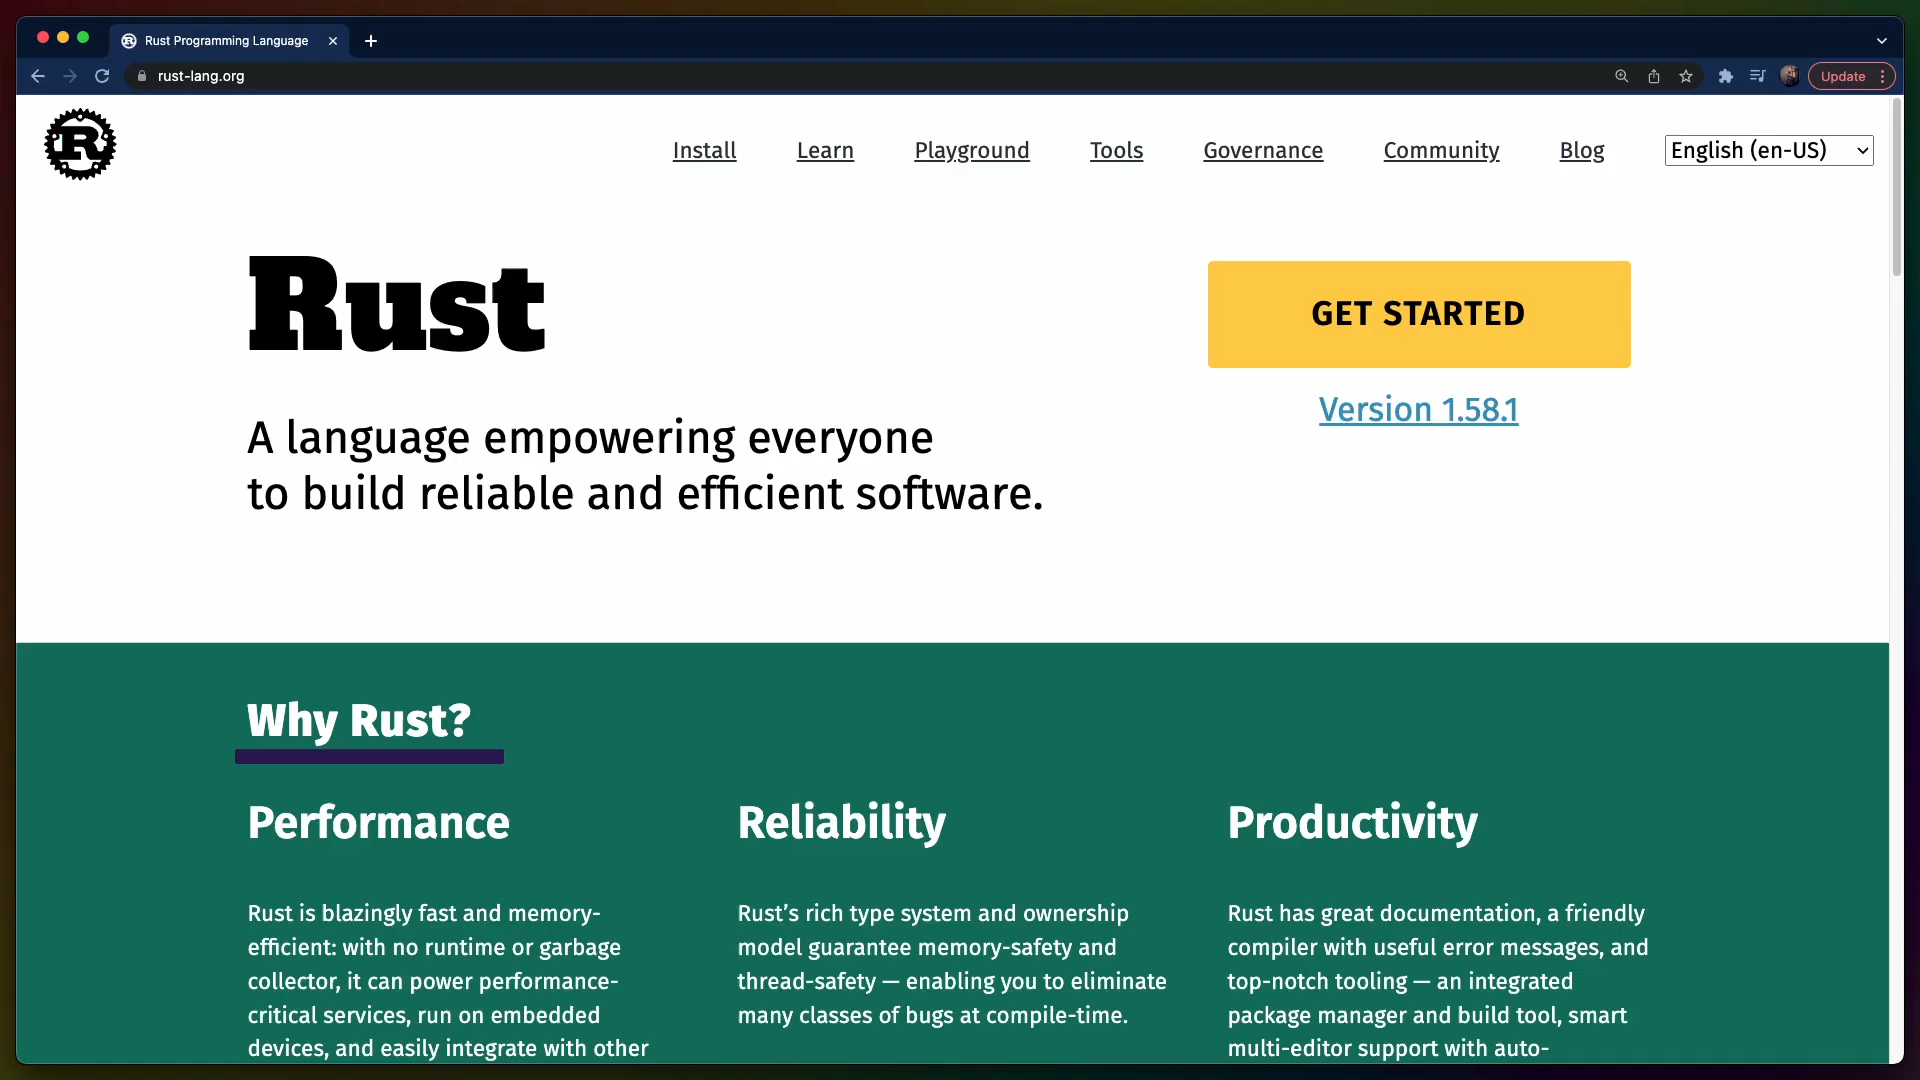 Rust Programming Language
rust-lang.org
Update
R
Install Learn Playground Tools Governance Community Blog English (en-US)
Rust
GET STARTED
Version 1.58.1
A language empowering everyone
to build reliable and efficient software.
Why Rust?
Performance
Rust is blazingly fast and memory-
efficient: with no runtime or garbage
collector, it can power performance-
critical services, run on embedded
devices, and easily integrate with other
Reliability
Rust’s rich type system and ownership
model guarantee memory-safety and
thread-safety — enabling you to eliminate
many classes of bugs at compile-time.
Productivity
Rust has great documentation, a friendly
compiler with useful error messages, and
top-notch tooling — an integrated
package manager and build tool, smart
multi-editor support with auto-